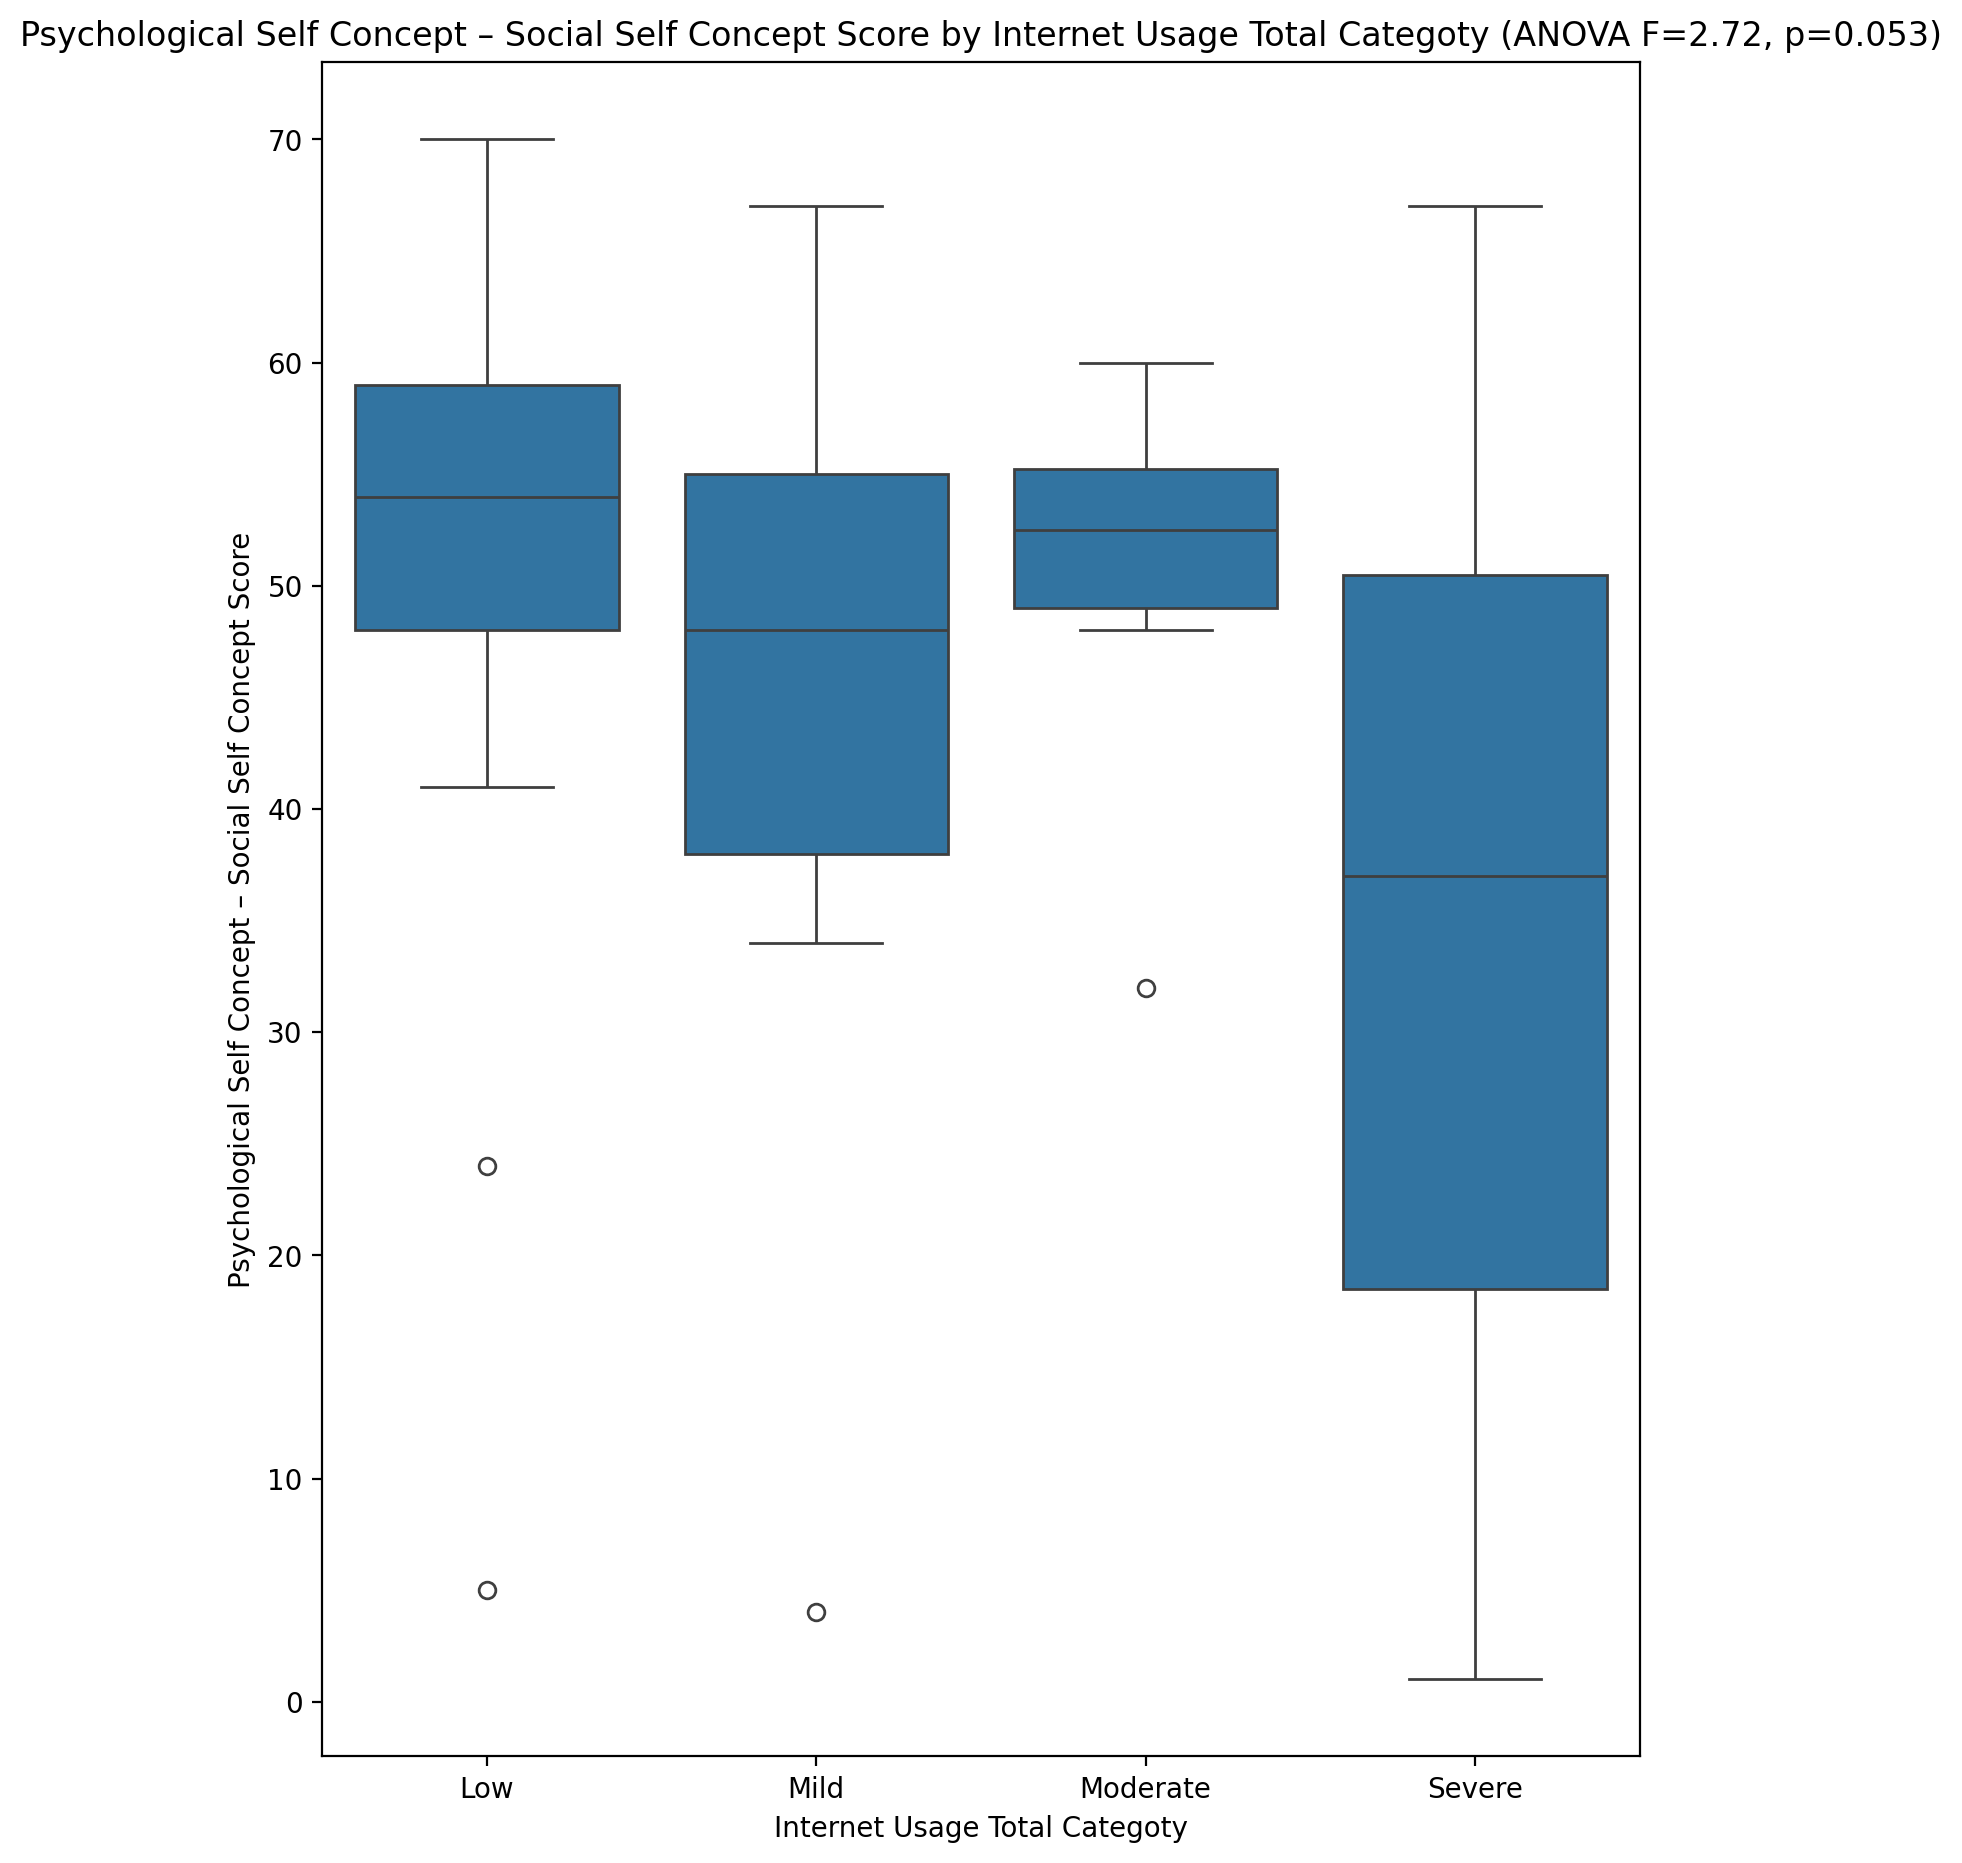 Psychological Self Concept – Social Self Concept Score by Internet Usage Total Categoty (ANOVA F=2.72, p=0.053)
Psychological Self Concept – Social Self Concept Score
70
60
50
40
30
20
10
0
Low
Mild
Moderate
Severe
Internet Usage Total Categoty